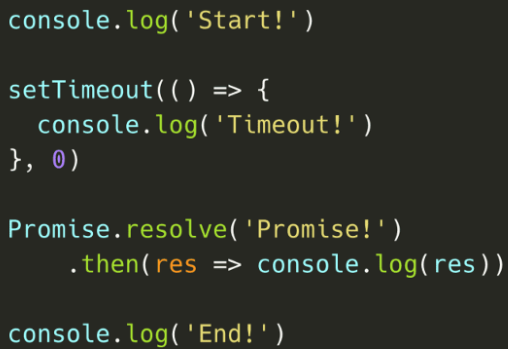 console.log('Start!')
setTimeout(() => {
  console.log('Timeout!')
}, 0)
Promise.resolve('Promise!')
    .then(res => console.log(res))
console.log('End!')